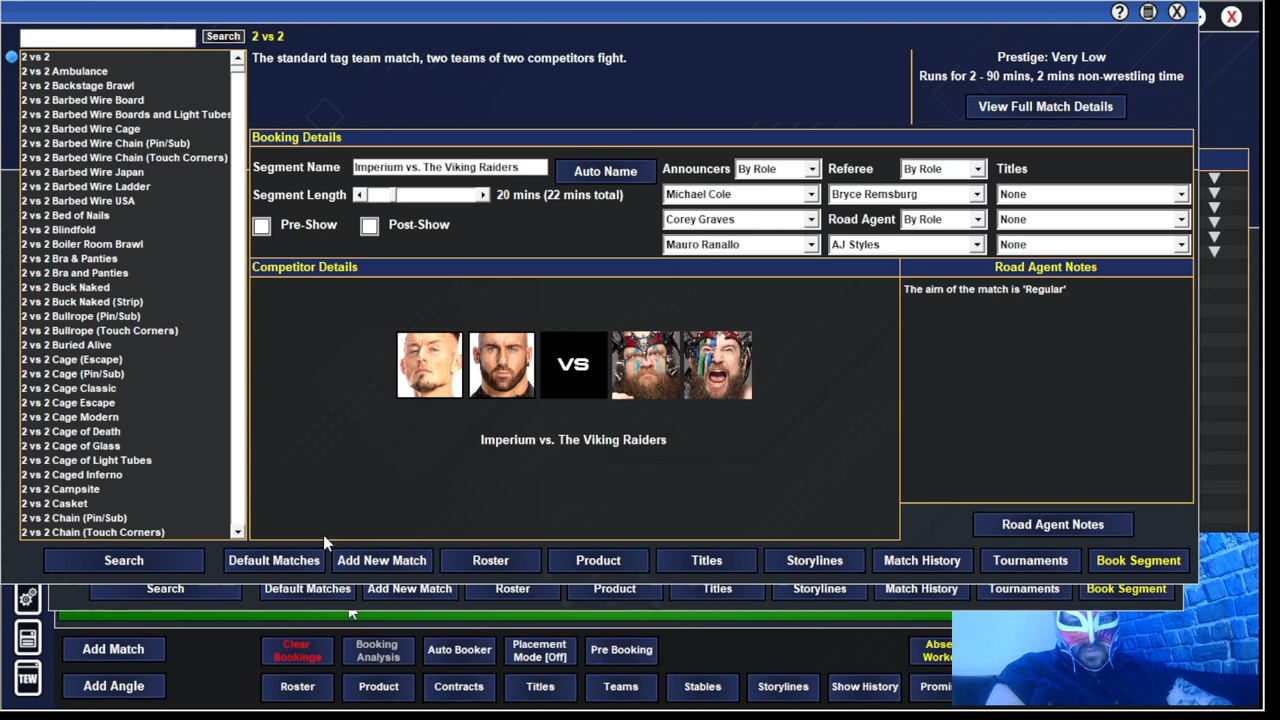 ?
X
X
Search
2 vs 2
2 vs 2
2 vs 2 Ambulance
2 vs 2 Backstage Brawl
2 vs 2 Barbed Wire Board
2 vs 2 Barbed Wire Boards and Light Tubes
2 vs 2 Barbed Wire Cage
2 vs 2 Barbed Wire Chain (Pin/Sub)
2 vs 2 Barbed Wire Chain (Touch Corners)
2 vs 2 Barbed Wire Japan
2 vs 2 Barbed Wire Ladder
2 vs 2 Barbed Wire USA
2 vs 2 Bed of Nails
2 vs 2 Blindfold
2 vs 2 Boiler Room Brawl
2 vs 2 Bra & Panties
2 vs 2 Bra and Panties
2 vs 2 Buck Naked
2 vs 2 Buck Naked (Strip)
2 vs 2 Bullrope (Pin/Sub)
2 vs 2 Bullrope (Touch Corners)
2 vs 2 Buried Alive
2 vs 2 Cage (Escape)
2 vs 2 Cage (Pin/Sub)
2 vs 2 Cage Classic
2 vs 2 Cage Escape
2 vs 2 Cage Modern
2 vs 2 Cage of Death
2 vs 2 Cage of Glass
2 vs 2 Cage of Light Tubes
2 vs 2 Caged Inferno
2 vs 2 Campsite
2 vs 2 Casket
2 vs 2 Chain (Pin/Sub)
2 vs 2 Chain (Touch Corners)
The standard tag team match, two teams of two competitors fight.
Prestige: Very Low
Runs for 2 - 90 mins, 2 mins non-wrestling time
View Full Match Details
Booking Details
Segment Name Imperium vs. The Viking Raiders Auto Name
Segment Length 20 mins (22 mins total)
Pre-Show Post-Show
Announcers By Role
Michael Cole
Corey Graves
Mauro Ranallo
Referee By Role
Bryce Remsburg
Road Agent By Role
AJ Styles
Titles
None
None
None
Competitor Details
VS
Imperium vs. The Viking Raiders
Road Agent Notes
The aim of the match is 'Regular'
Road Agent Notes
Search Default Matches Add New Match Roster Product Titles Storylines Match History Tournaments Book Segment
Search Default Matches Add New Match Roster Product Titles Storylines Match History Tournaments Book Segment
Add Match Clear Bookings Booking Analysis Auto Booker Placement Mode [Off] Pre Booking
TEW
Add Angle Roster Product Contracts Titles Teams Stables Storylines Show History